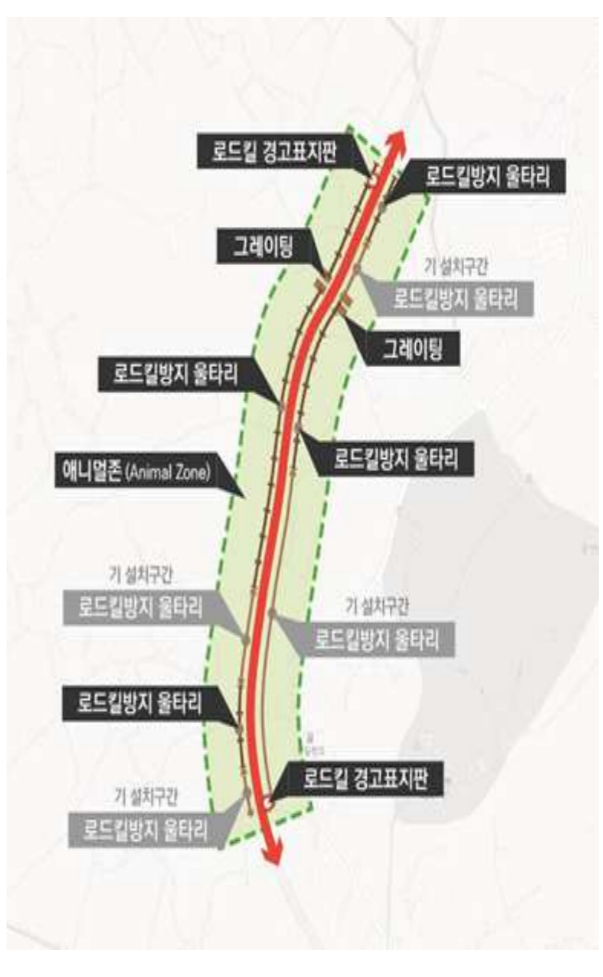 로드킬 경고표지판
로드킬방지 울타리
그레이팅
기 설치구간
로드킬방지 울타리
그레이팅
로드킬방지 울타리
로드킬방지 울타리
애니멀존 (Animal Zone)
기 설치구간
로드킬방지 울타리
기 설치구간
로드킬방지 울타리
로드킬방지 울타리
로드킬 경고표지판
기 설치구간
로드킬방지 울타리